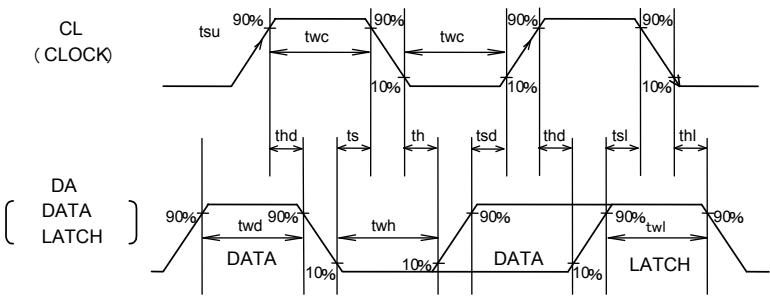 CL
(CLOCK)
tsu
90%
twc
90%
twc
90%
90%
10%
10%
10%
thd
ts
th
tsd
thd
tsl
thl
DA
DATA
LATCH
90%
twd
90%
twh
90%
90%
twl
90%
DATA
10%
10%
DATA
10%
LATCH